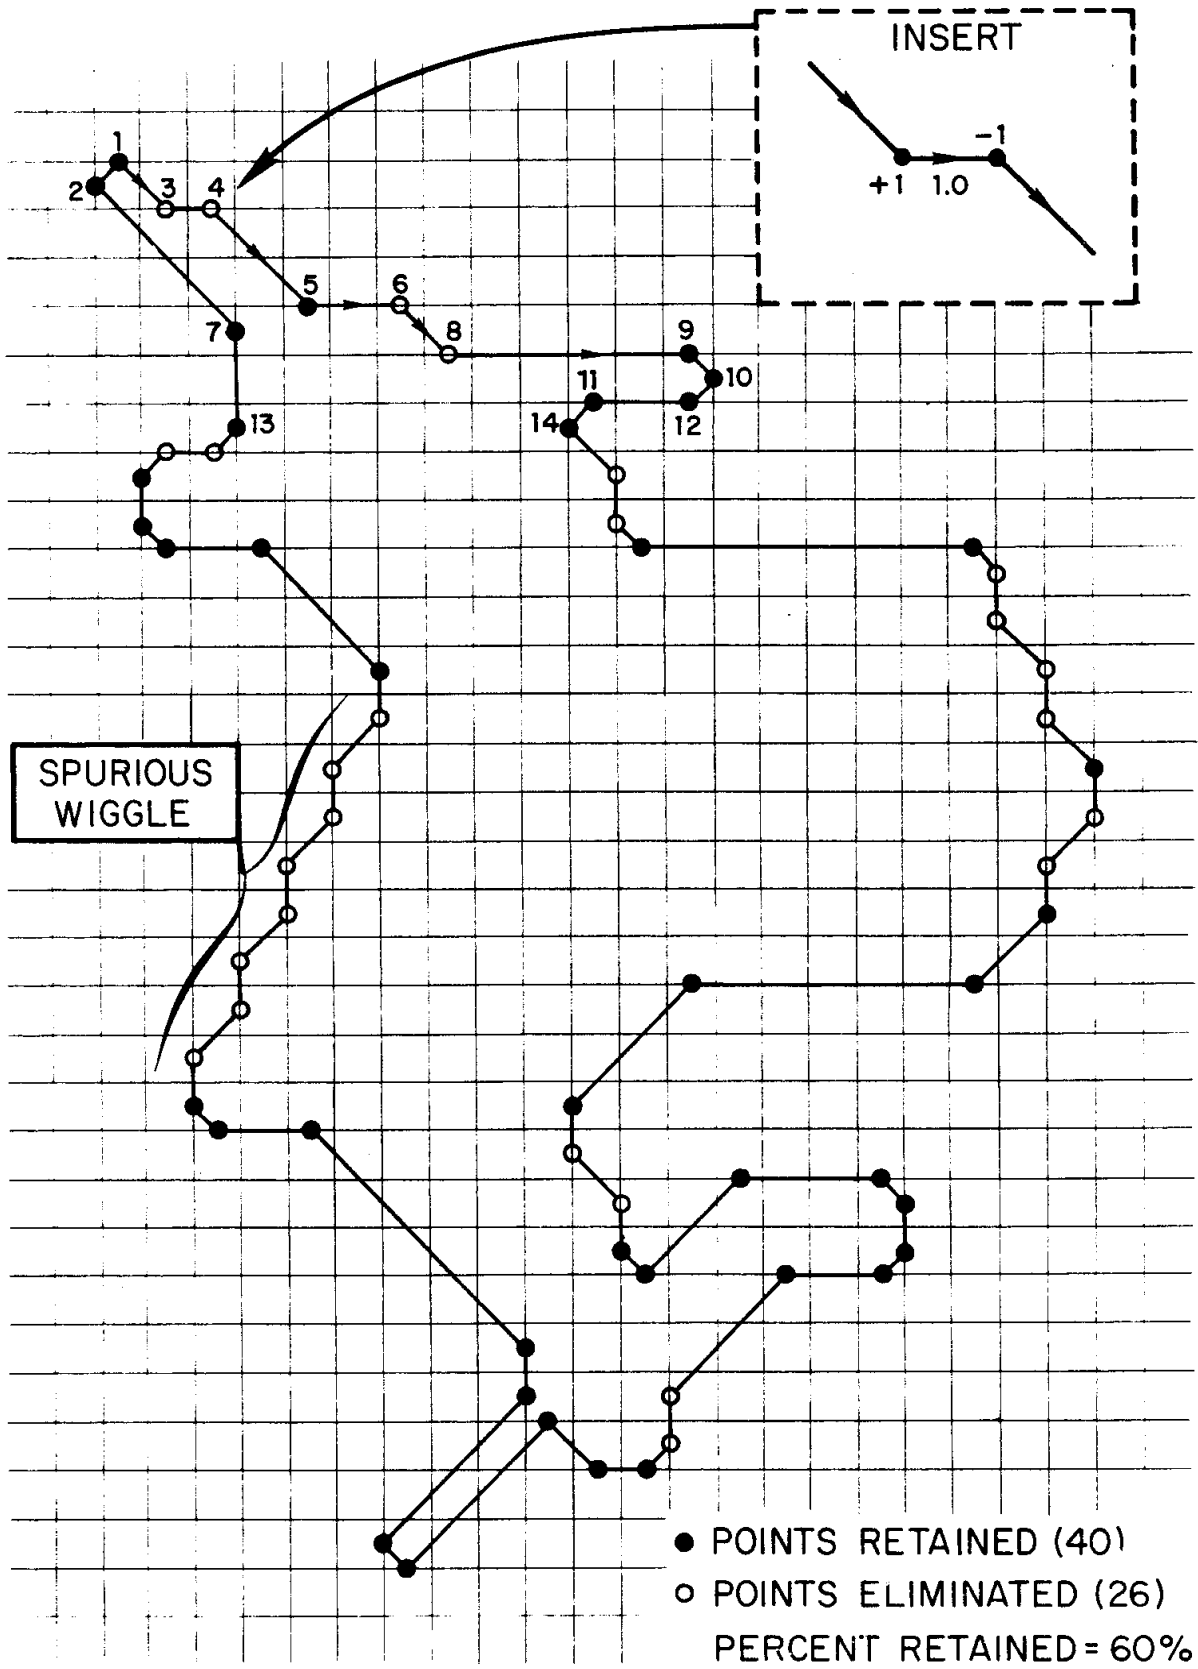 INSERT
-1
+1 1.0
1
2
3
4
5
6
7
8
9
10
11
12
13
14
SPURIOUS
WIGGLE
● POINTS RETAINED (40)
○ POINTS ELIMINATED (26)
PERCENT RETAINED = 60%